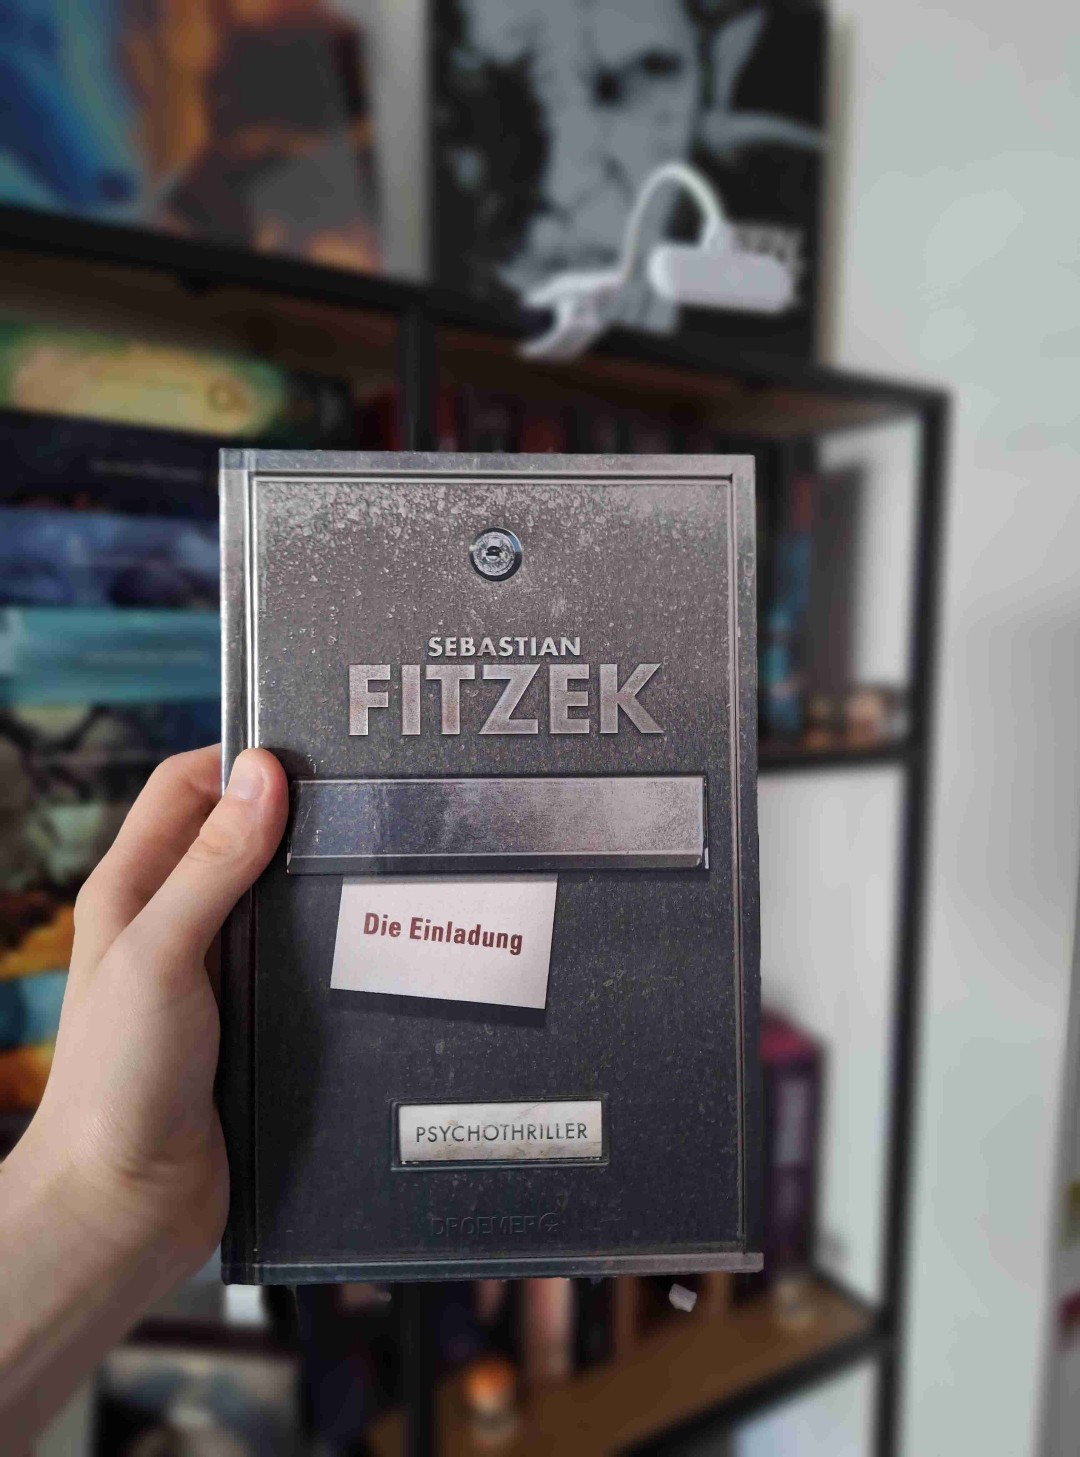 SEBASTIAN
FITZEK
Die Einladung
PSYCHOTHRILLER
DROEMER